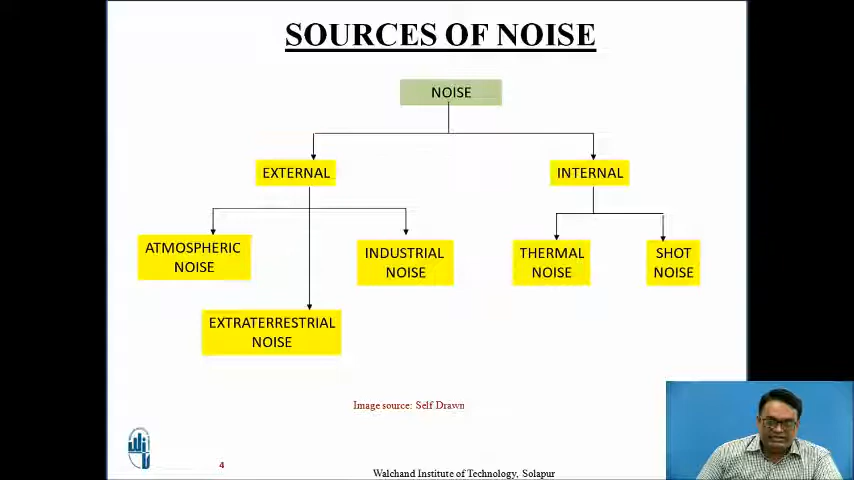 SOURCES OF NOISE
NOISE
EXTERNAL
INTERNAL
ATMOSPHERIC
NOISE
INDUSTRIAL
NOISE
THERMAL
NOISE
SHOT
NOISE
EXTRATERRESTRIAL
NOISE
Image source: Self Drawn
4
Walchand Institute of Technology, Solapur